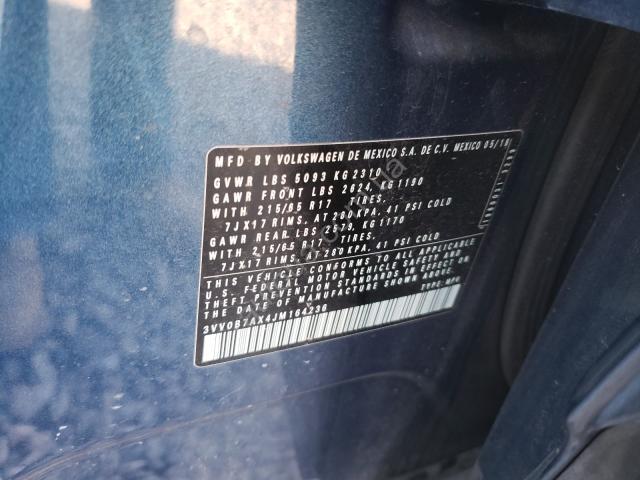 MFD BY VOLKSWAGEN DE MEXICO S.A. DE C.V. MEXICO 05/18
GVWR LBS 5093 KG 2310
GAWR FRONT LBS 2624, KG 1190
WITH 215/65 R17 TIRES,
7JX17 RIMS, AT 280 KPA, 41 PSI COLD
GAWR REAR LBS 2579, KG 1170
WITH 215/65 R17 TIRES,
7JX17 RIMS, AT 280 KPA, 41 PSI COLD
THIS VEHICLE CONFORMS TO ALL APPLICABLE
U.S. FEDERAL MOTOR VEHICLE SAFETY AND
THEFT PREVENTION STANDARDS IN EFFECT
ON DATE OF MANUFACTURE SHOWN ABOVE.
3VV0B7AX4JM164236 TYPE: MPV